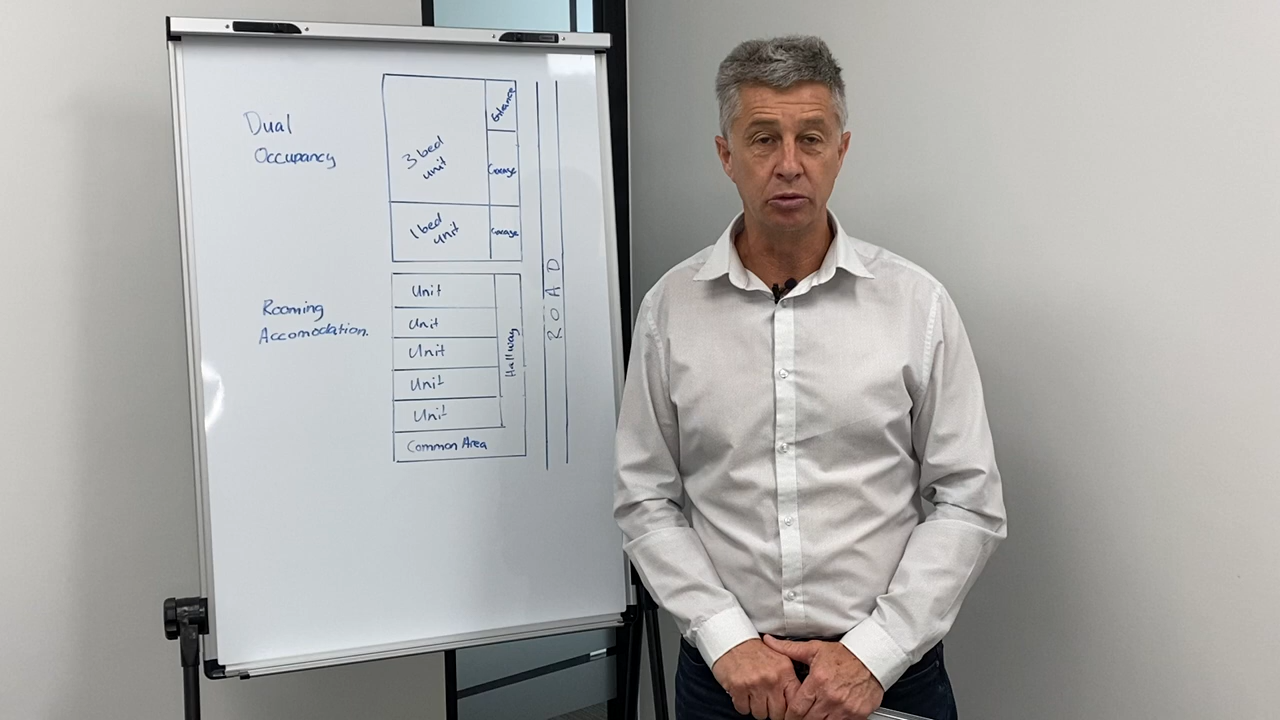 Dual
Occupancy
3 bed
unit
Entrance
Garage
1 bed
unit
Garage
ROAD
Rooming
Accomodation.
Unit
Unit
Unit
Unit
Unit
Hallway
Common Area